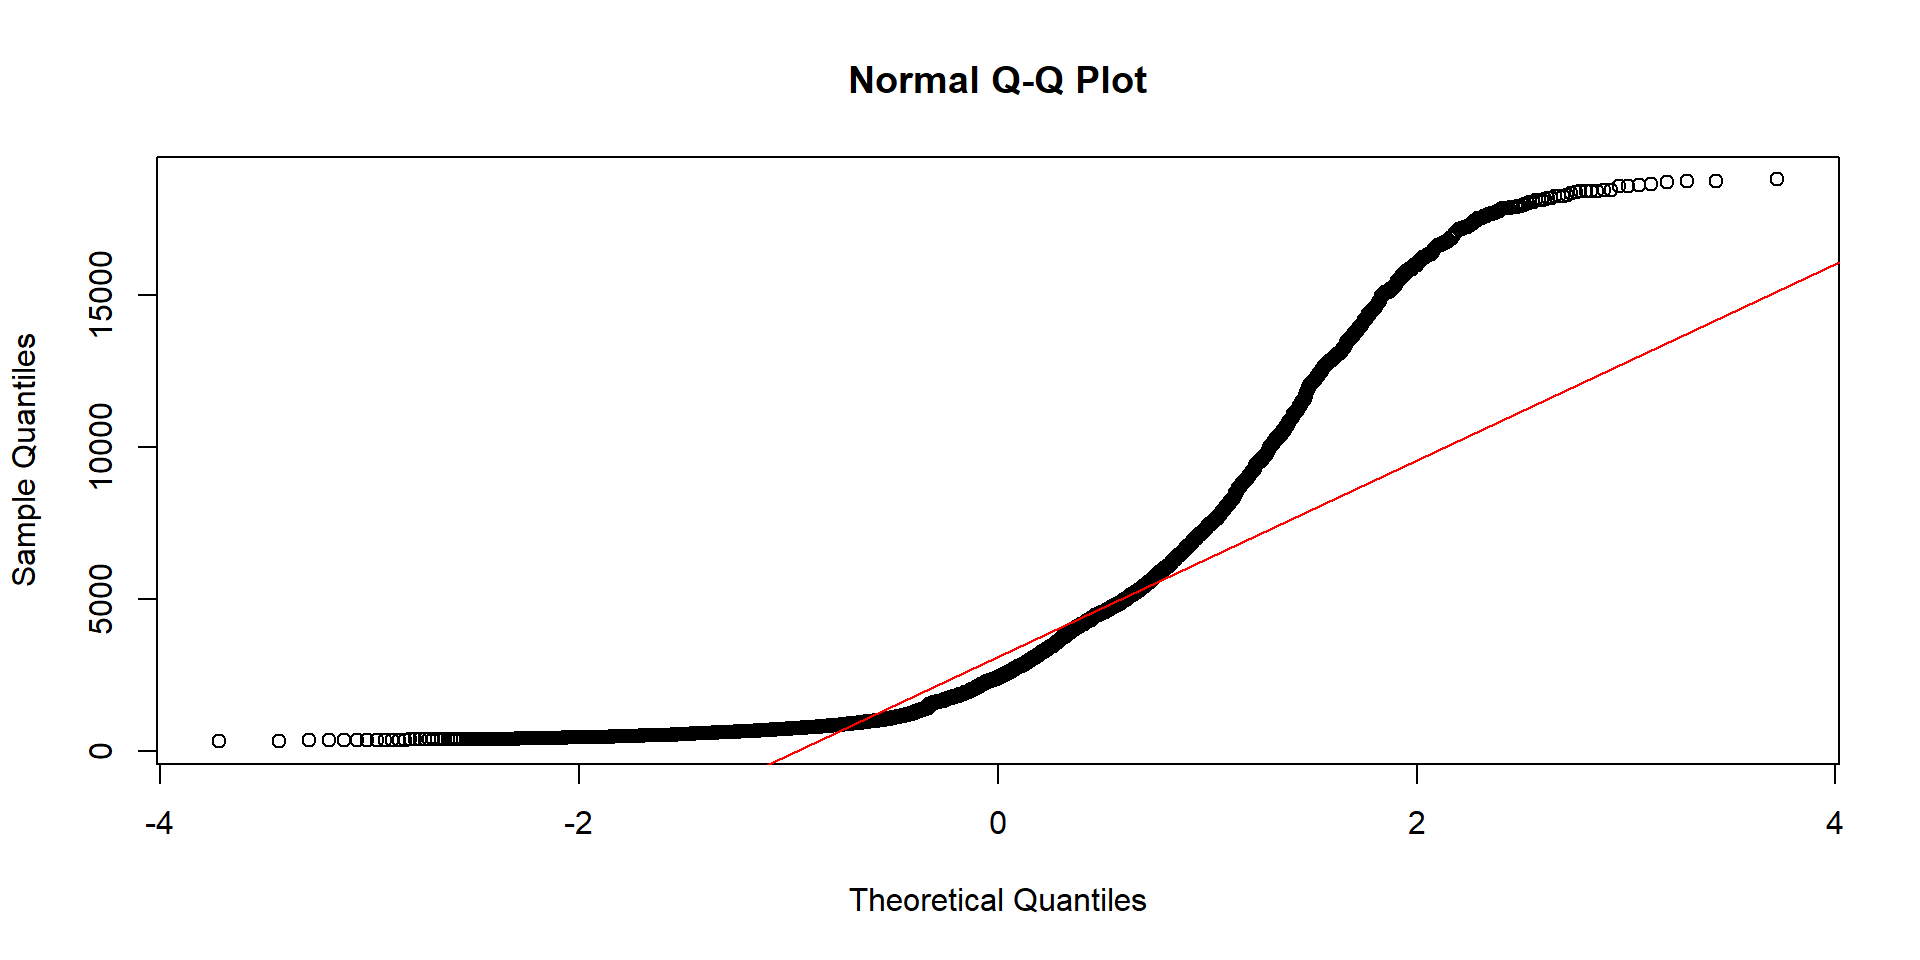 Normal Q-Q Plot
Sample Quantiles
15000
10000
5000
0
-4 -2 0 2 4
Theoretical Quantiles